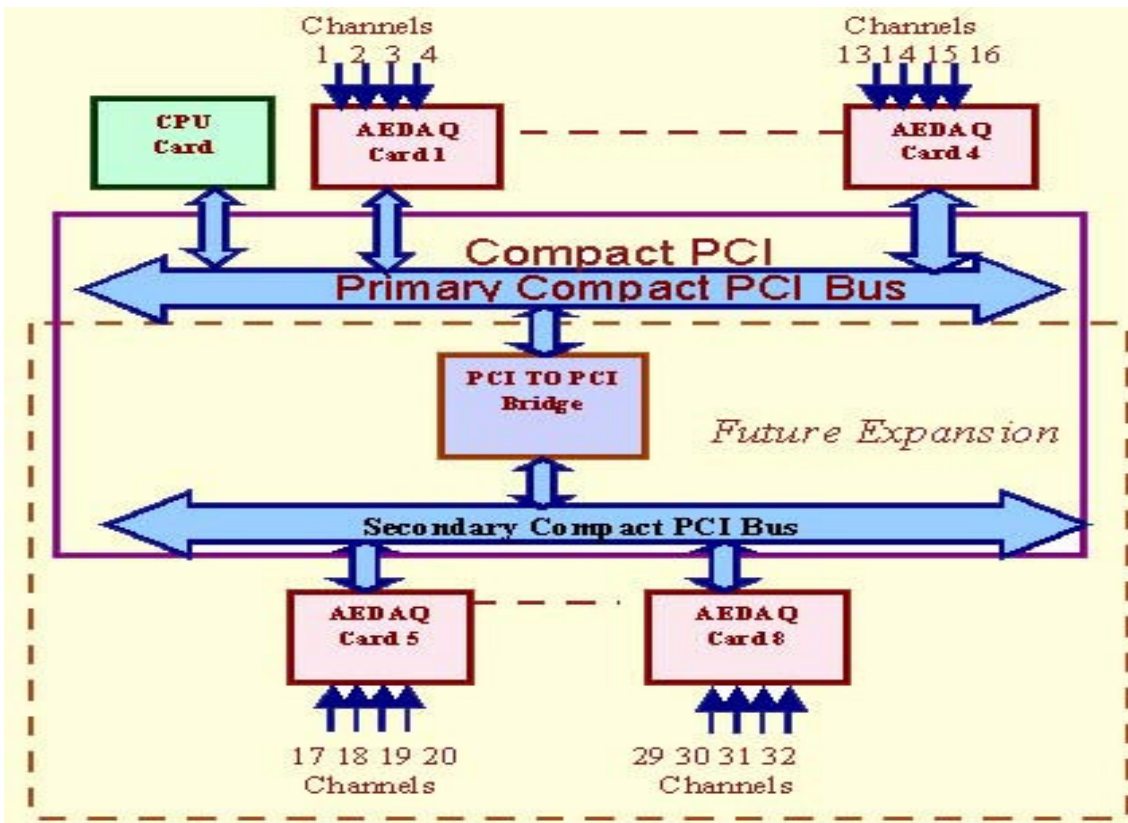 Channels
1 2 3 4
Channels
13 14 15 16
CPU
Card
AEDAQ
Card 1
AEDAQ
Card 4
Compact PCI
Primary Compact PCI Bus
PCI TO PCI
Bridge
Future Expansion
Secondary Compact PCI Bus
AEDAQ
Card 5
AEDAQ
Card 8
17 18 19 20
Channels
29 30 31 32
Channels